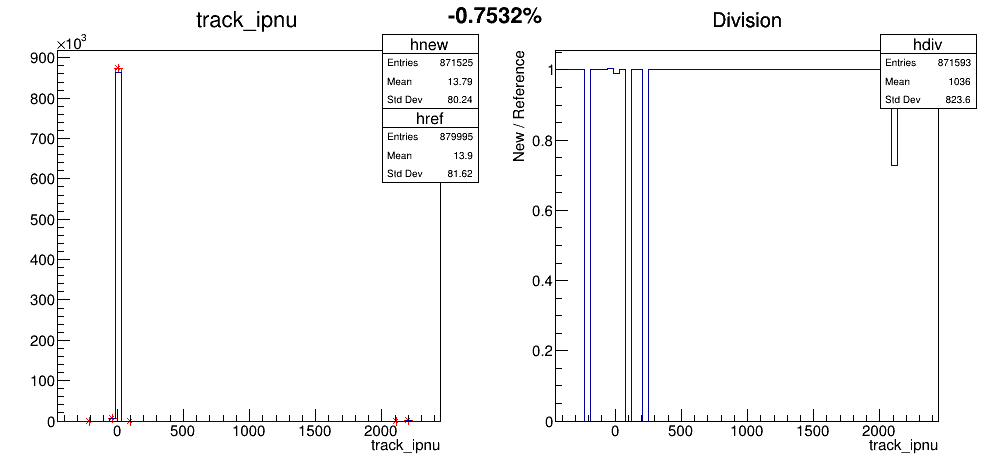 -0.7532%
track_ipnu
×10³
900
800
700
600
500
400
300
200
100
0
0
500
1000
1500
2000
track_ipnu
hnew
Entries 871525
Mean 13.79
Std Dev 80.24
href
Entries 879995
Mean 13.9
Std Dev 81.62
Division
New / Reference
1
0.8
0.6
0.4
0.2
0
0
500
1000
1500
2000
track_ipnu
hdiv
Entries 871593
Mean 1036
Std Dev 823.6